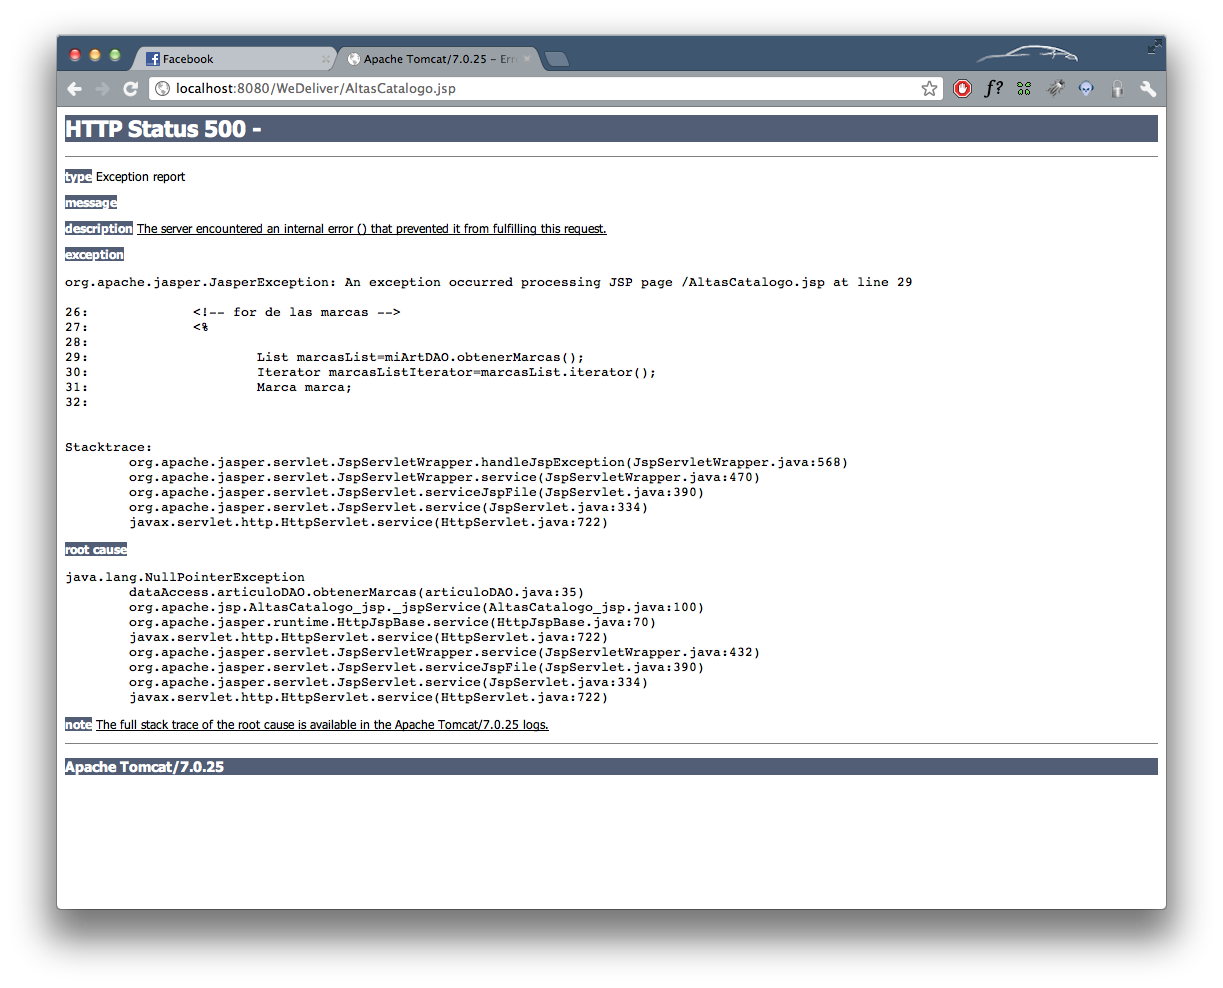 Facebook
Apache Tomcat/7.0.25 – Err
localhost:8080/WeDeliver/AltasCatalogo.jsp
f?
HTTP Status 500 -
type Exception report
message
description The server encountered an internal error () that prevented it from fulfilling this request.
exception
org.apache.jasper.JasperException: An exception occurred processing JSP page /AltasCatalogo.jsp at line 29
26: <!-- for de las marcas -->
27: <%
28:
29: List marcasList=miArtDAO.obtenerMarcas();
30: Iterator marcasListIterator=marcasList.iterator();
31: Marca marca;
32:
Stacktrace:
org.apache.jasper.servlet.JspServletWrapper.handleJspException(JspServletWrapper.java:568)
org.apache.jasper.servlet.JspServletWrapper.service(JspServletWrapper.java:470)
org.apache.jasper.servlet.JspServlet.serviceJspFile(JspServlet.java:390)
org.apache.jasper.servlet.JspServlet.service(JspServlet.java:334)
javax.servlet.http.HttpServlet.service(HttpServlet.java:722)
root cause
java.lang.NullPointerException
dataAccess.articuloDAO.obtenerMarcas(articuloDAO.java:35)
org.apache.jsp.AltasCatalogo_jsp._jspService(AltasCatalogo_jsp.java:100)
org.apache.jasper.runtime.HttpJspBase.service(HttpJspBase.java:70)
javax.servlet.http.HttpServlet.service(HttpServlet.java:722)
org.apache.jasper.servlet.JspServletWrapper.service(JspServletWrapper.java:432)
org.apache.jasper.servlet.JspServlet.serviceJspFile(JspServlet.java:390)
org.apache.jasper.servlet.JspServlet.service(JspServlet.java:334)
javax.servlet.http.HttpServlet.service(HttpServlet.java:722)
note The full stack trace of the root cause is available in the Apache Tomcat/7.0.25 logs.
Apache Tomcat/7.0.25